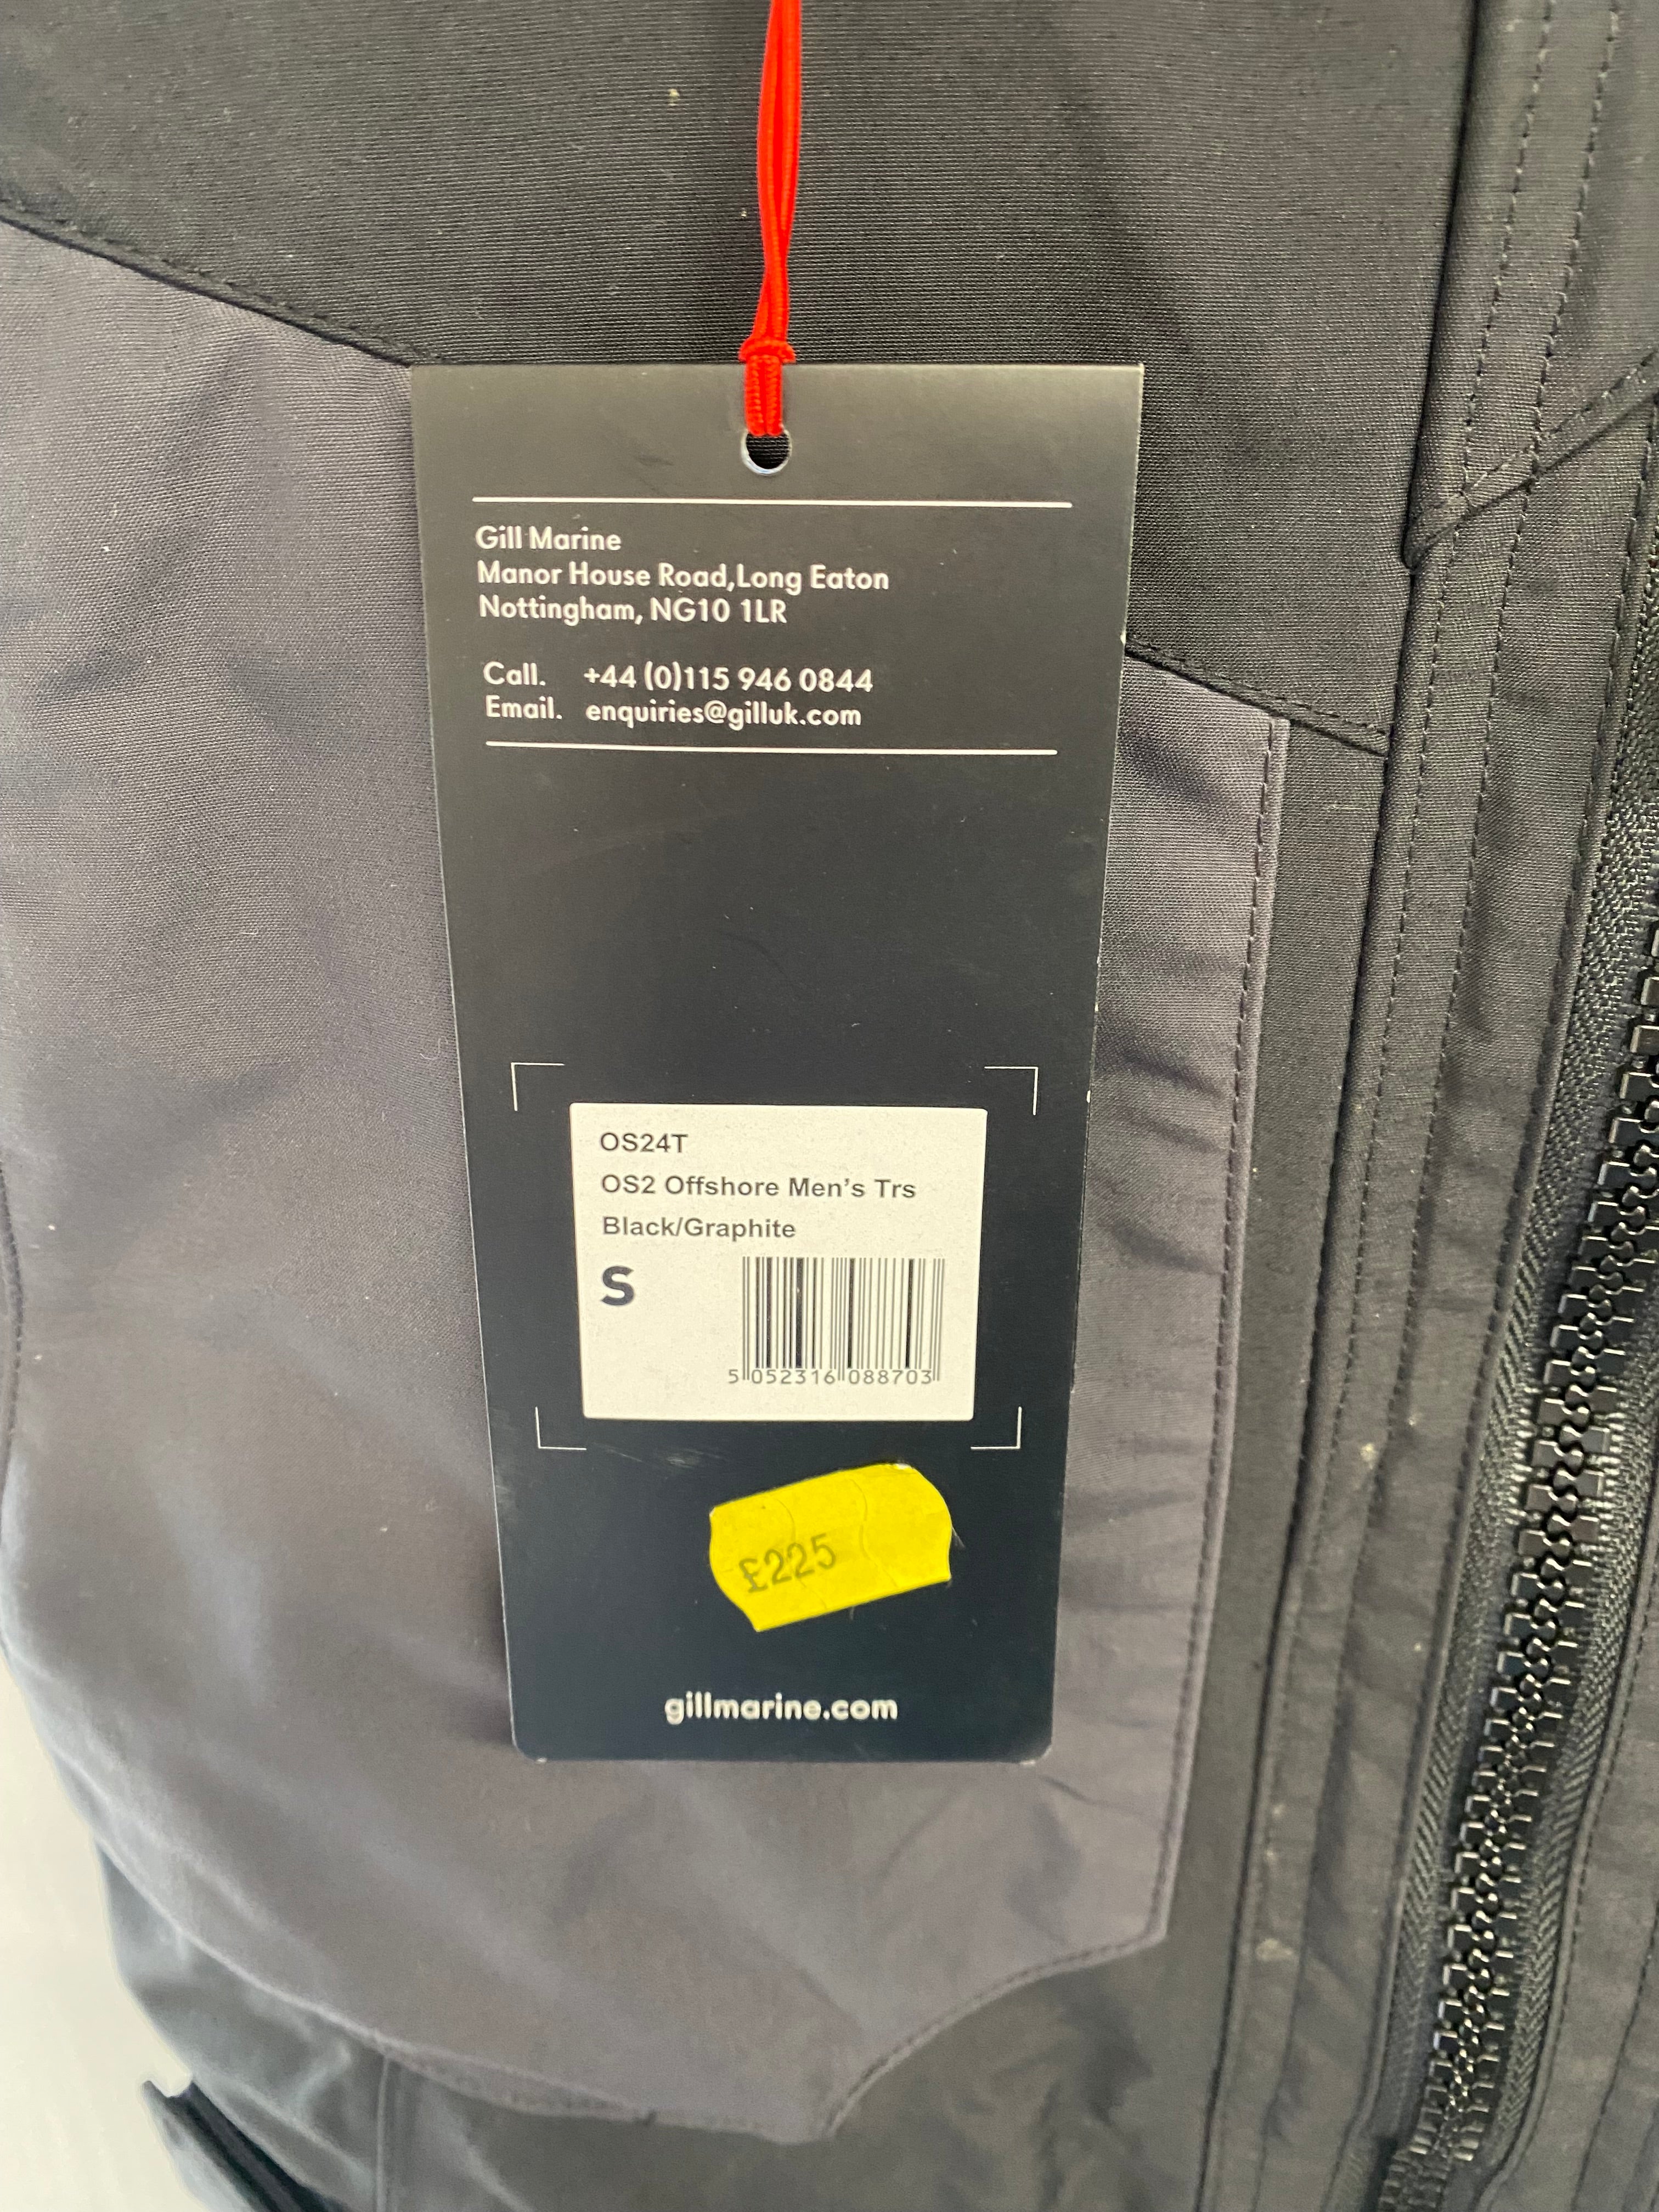 Gill Marine
Manor House Road,Long Eaton
Nottingham, NG10 1LR
Call. +44 (0)115 946 0844
Email. enquiries@gilluk.com
OS24T
OS2 Offshore Men's Trs
Black/Graphite
S
5 052316 088703
£225
gillmarine.com